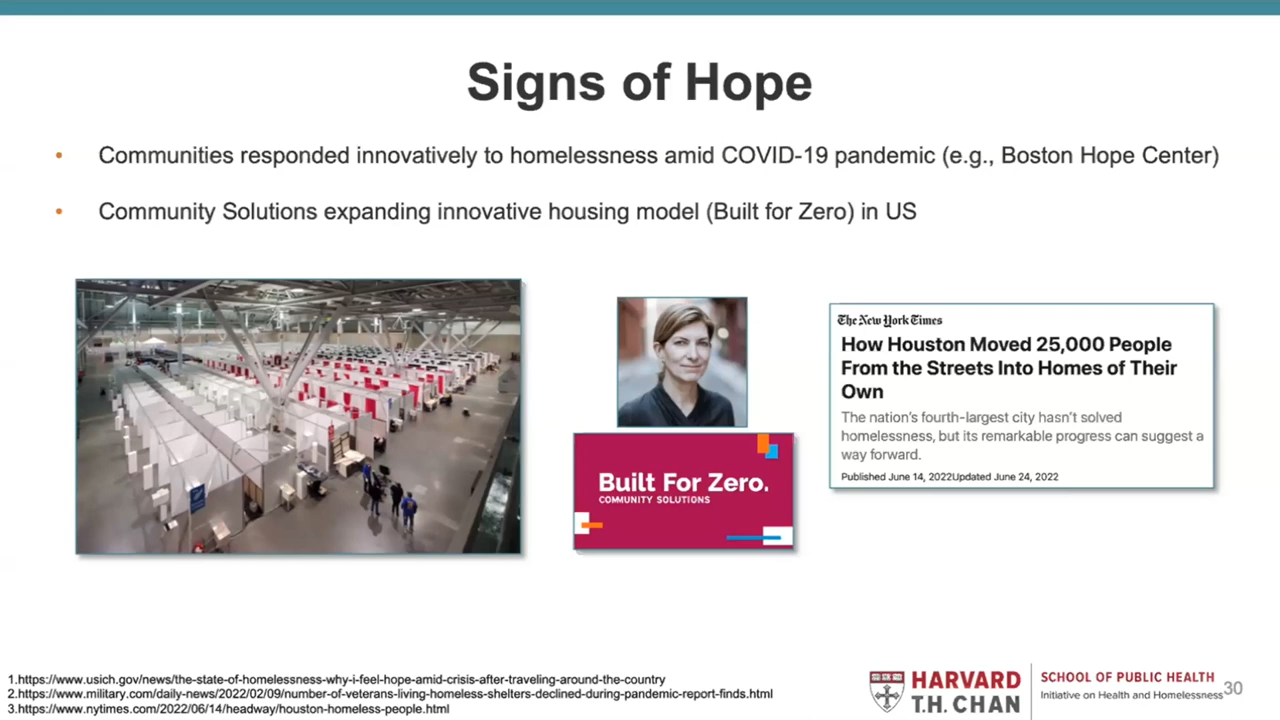 Signs of Hope
• Communities responded innovatively to homelessness amid COVID-19 pandemic (e.g., Boston Hope Center)
• Community Solutions expanding innovative housing model (Built for Zero) in US
Built For Zero.
COMMUNITY SOLUTIONS
The New York Times
How Houston Moved 25,000 People
From the Streets Into Homes of Their
Own
The nation's fourth-largest city hasn't solved
homelessness, but its remarkable progress can suggest a
way forward.
Published June 14, 2022Updated June 24, 2022
1.https://www.usich.gov/news/the-state-of-homelessness-why-i-feel-hope-amid-crisis-after-traveling-around-the-country
2.https://www.military.com/daily-news/2022/02/09/number-of-veterans-living-homeless-shelters-declined-during-pandemic-report-finds.html
3.https://www.nytimes.com/2022/06/14/headway/houston-homeless-people.html
HARVARD
T.H. CHAN
SCHOOL OF PUBLIC HEALTH
Initiative on Health and Homelessness
30